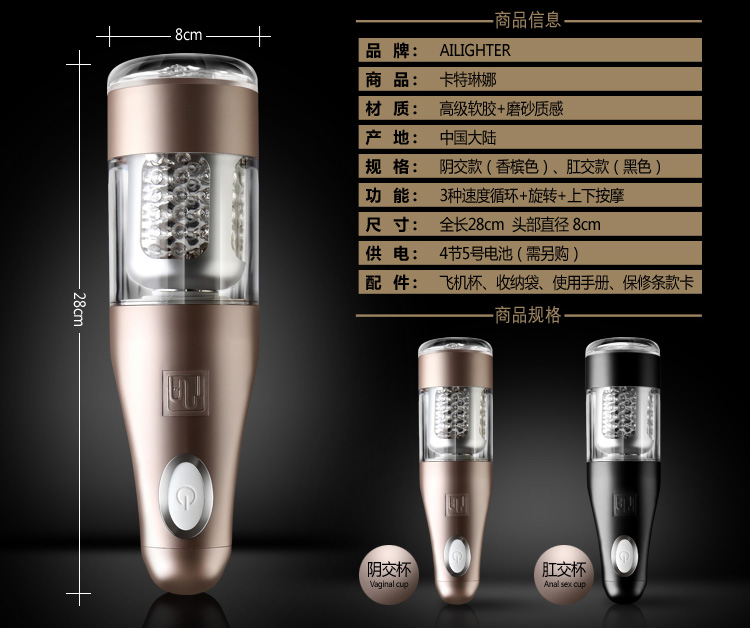 8cm
28cm
商品信息
品 牌： AILIGHTER
商 品： 卡特琳娜
材 质： 高级软胶+磨砂质感
产 地： 中国大陆
规 格： 阴交款（香槟色）、肛交款（黑色）
功 能： 3种速度循环+旋转+上下按摩
尺 寸： 全长28cm 头部直径 8cm
供 电： 4节5号电池（需另购）
配 件： 飞机杯、收纳袋、使用手册、保修条款卡
商品规格
阴交杯
Vaginal cup
肛交杯
Anal sex cup